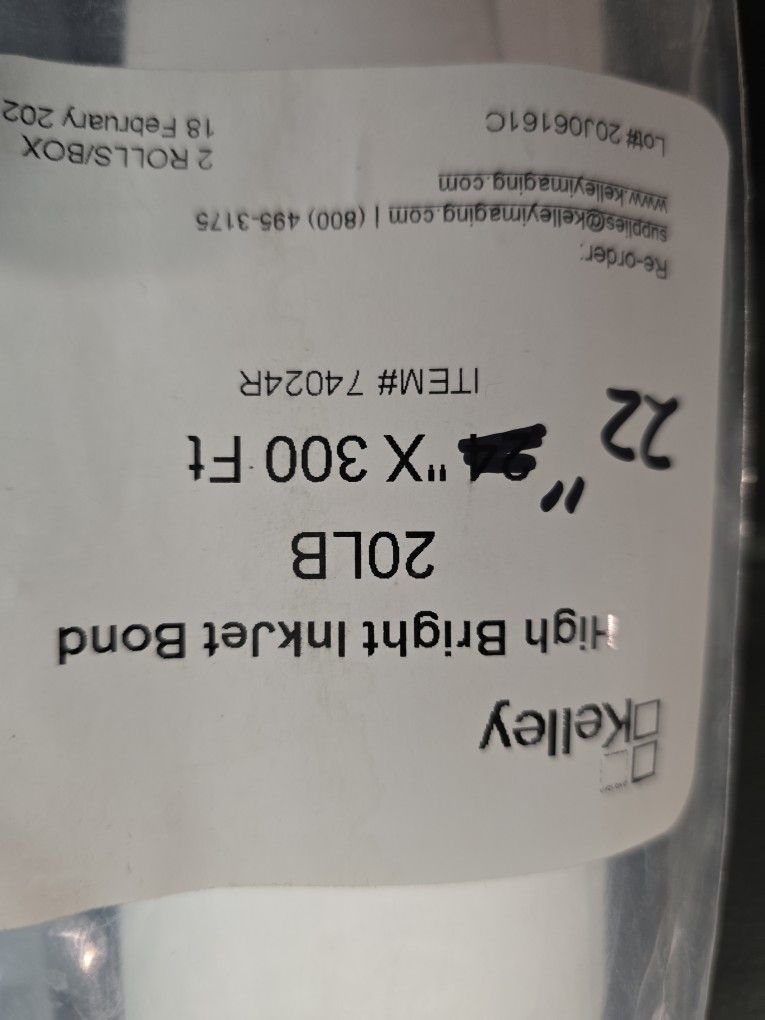 Kelley
High Bright InkJet Bond
20LB
22" 24 "X 300 Ft
ITEM# 74024R
Re-order:
supplies@kelleyimaging.com | (800) 495-3175
www.kelleyimaging.com
2 ROLLS/BOX
Lot# 20J06161C
18 February 202